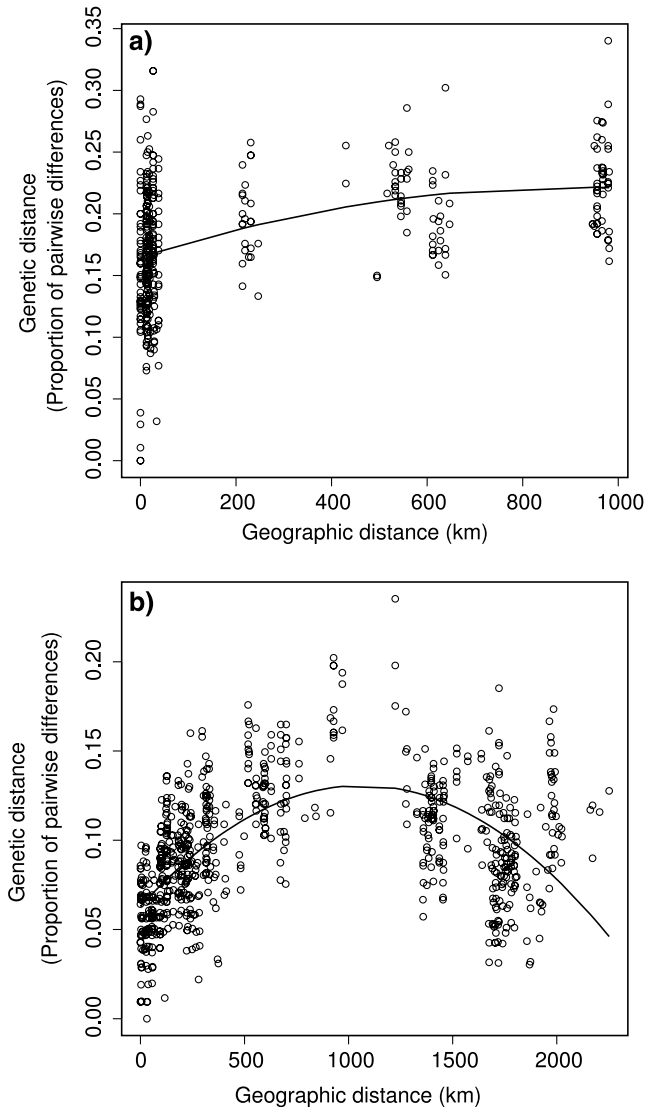 a)
0.35
0.30
0.25
0.20
0.15
0.10
0.05
0.00
Genetic distance
(Proportion of pairwise differences)
0 200 400 600 800 1000
Geographic distance (km)
b)
0.20
0.15
0.10
0.05
0.00
Genetic distance
(Proportion of pairwise differences)
0 500 1000 1500 2000
Geographic distance (km)